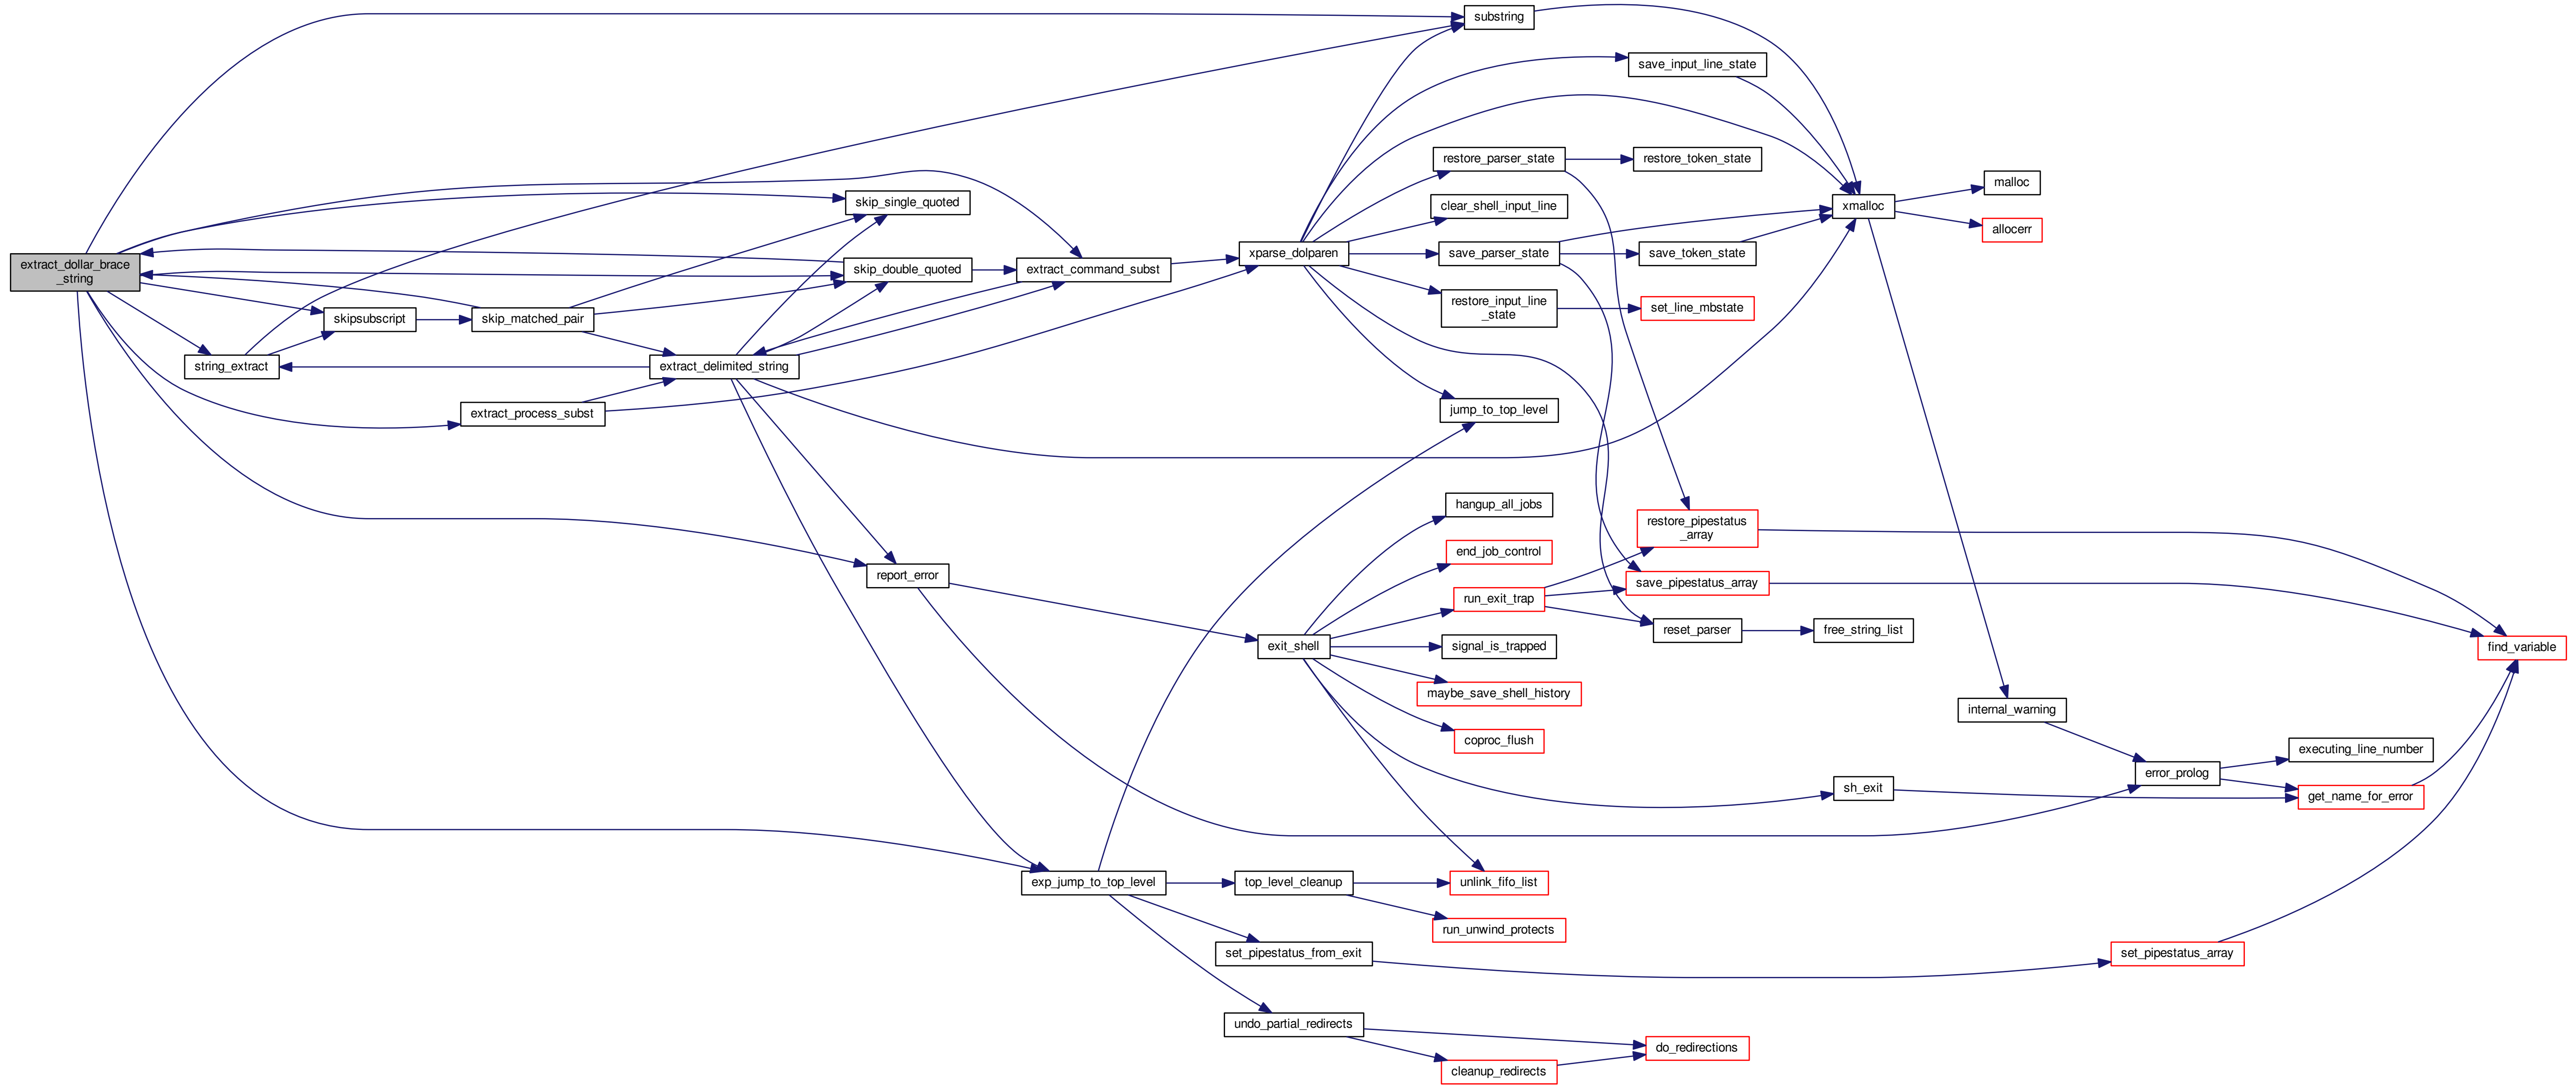 substring
save_input_line_state
restore_parser_state
restore_token_state
malloc
skip_single_quoted
clear_shell_input_line
xmalloc
allocerr
extract_dollar_brace
_string
skip_double_quoted
extract_command_subst
xparse_dolparen
save_parser_state
save_token_state
skipsubscript
skip_matched_pair
restore_input_line
_state
set_line_mbstate
string_extract
extract_delimited_string
extract_process_subst
jump_to_top_level
hangup_all_jobs
restore_pipestatus
_array
end_job_control
report_error
run_exit_trap
save_pipestatus_array
exit_shell
signal_is_trapped
reset_parser
free_string_list
find_variable
maybe_save_shell_history
internal_warning
coproc_flush
executing_line_number
error_prolog
sh_exit
get_name_for_error
exp_jump_to_top_level
top_level_cleanup
unlink_fifo_list
run_unwind_protects
set_pipestatus_from_exit
set_pipestatus_array
undo_partial_redirects
do_redirections
cleanup_redirects